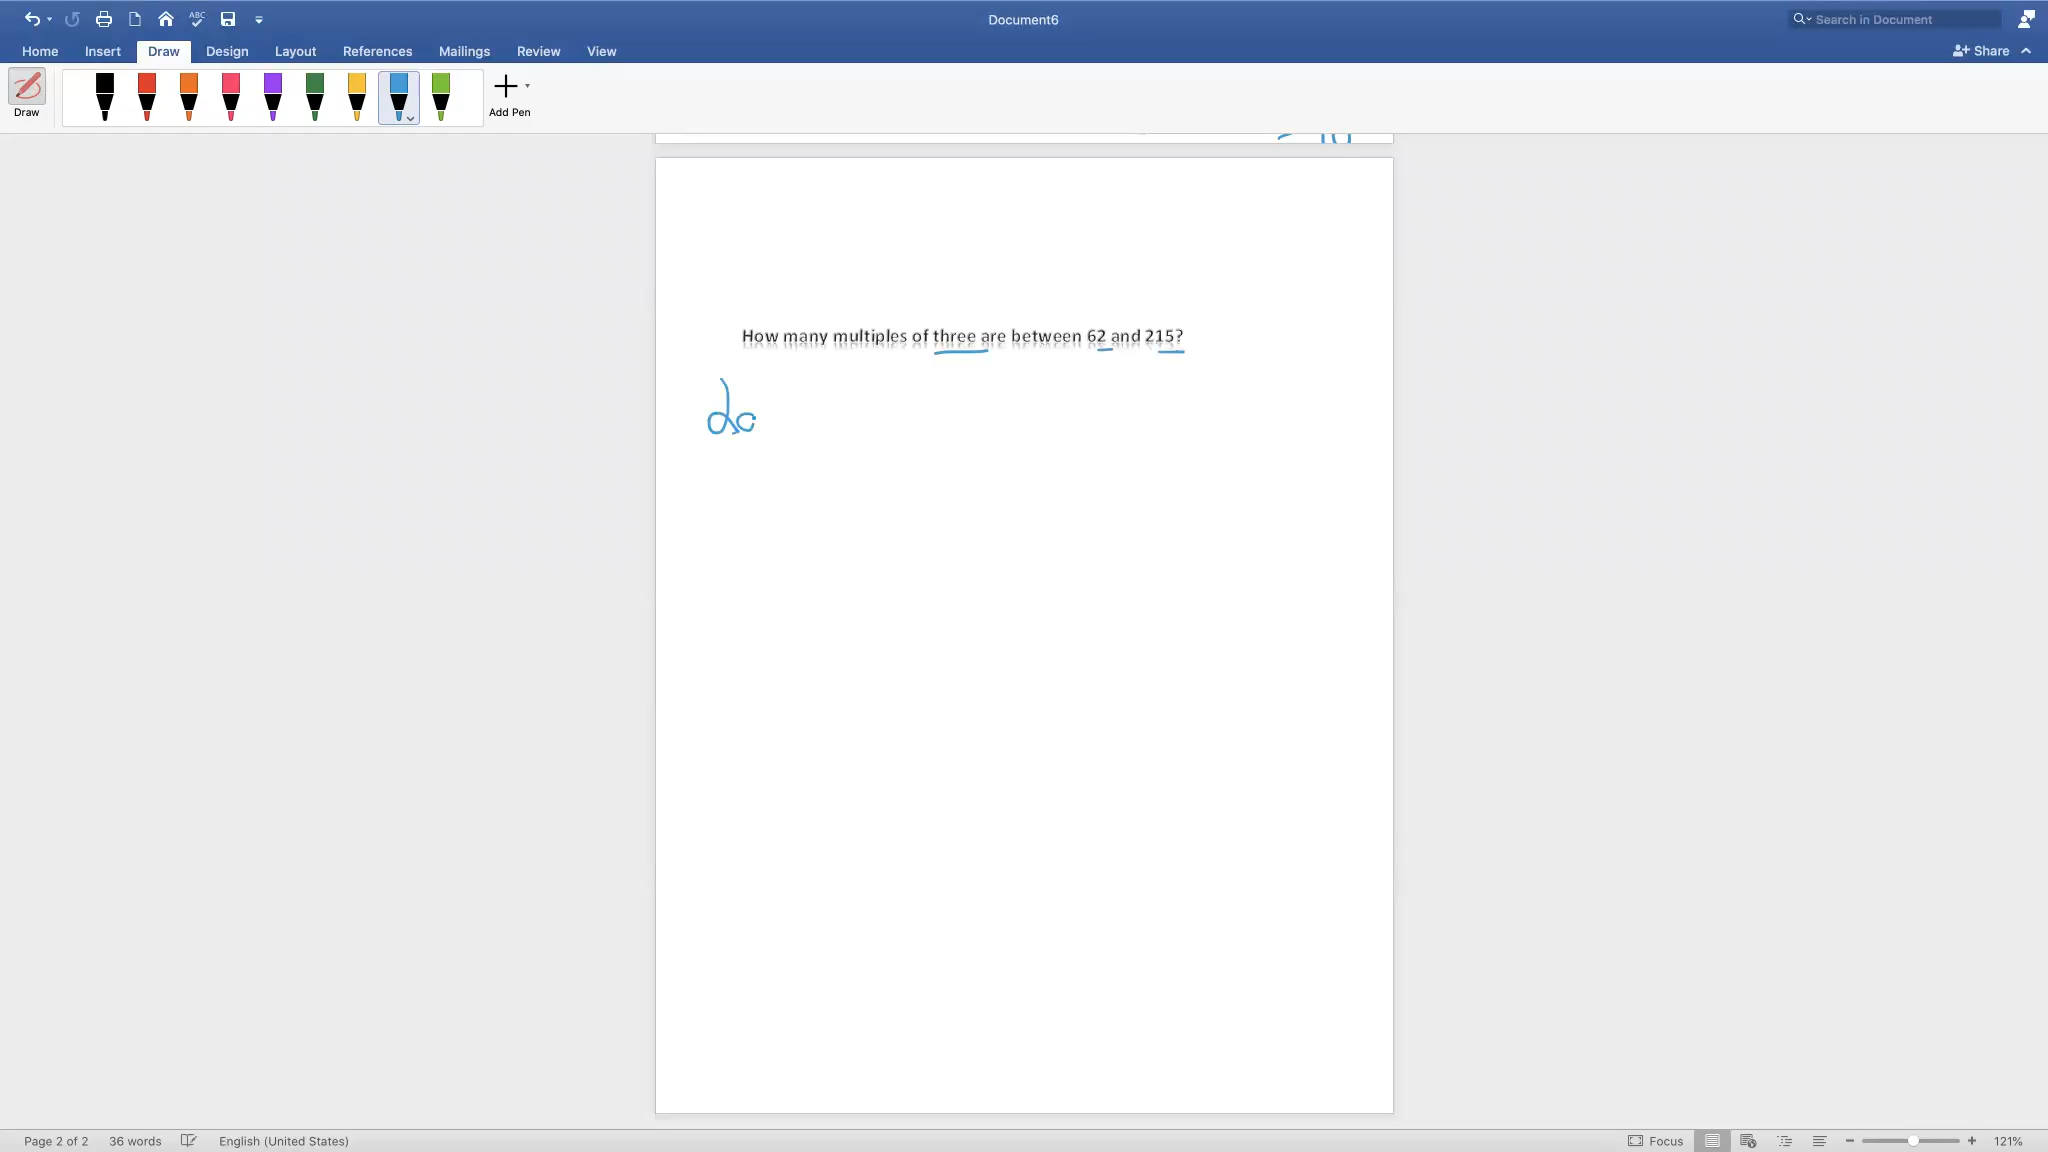 ABC
Document6
Search in Document
Home Insert Draw Design Layout References Mailings Review View
Share
Draw
Add Pen
How many multiples of three are between 62 and 215?
Page 2 of 2 36 words English (United States)
Focus
121%